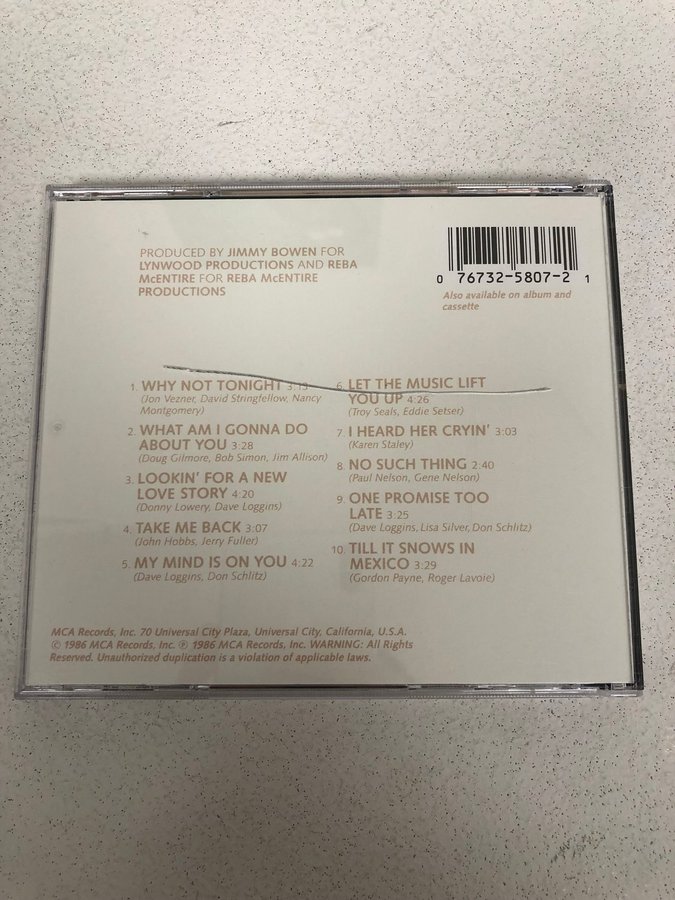 PRODUCED BY JIMMY BOWEN FOR
LYNWOOD PRODUCTIONS AND REBA
McENTIRE FOR REBA McENTIRE
PRODUCTIONS
0 76732-5807-2 1
Also available on album and
cassette
1. WHY NOT TONIGHT 3:13
(Jon Vezner, David Stringfellow, Nancy
Montgomery)
2. WHAT AM I GONNA DO
ABOUT YOU 3:28
(Doug Gilmore, Bob Simon, Jim Allison)
3. LOOKIN' FOR A NEW
LOVE STORY 4:20
(Donny Lowery, Dave Loggins)
4. TAKE ME BACK 3:07
(John Hobbs, Jerry Fuller)
5. MY MIND IS ON YOU 4:22
(Dave Loggins, Don Schlitz)
6. LET THE MUSIC LIFT
YOU UP 4:26
(Troy Seals, Eddie Setser)
7. I HEARD HER CRYIN' 3:03
(Karen Staley)
8. NO SUCH THING 2:40
(Paul Nelson, Gene Nelson)
9. ONE PROMISE TOO
LATE 3:25
(Dave Loggins, Lisa Silver, Don Schlitz)
10. TILL IT SNOWS IN
MEXICO 3:29
(Gordon Payne, Roger Lavoie)
MCA Records, Inc. 70 Universal City Plaza, Universal City, California, U.S.A.
© 1986 MCA Records, Inc. ℗ 1986 MCA Records, Inc. WARNING: All Rights
Reserved. Unauthorized duplication is a violation of applicable laws.